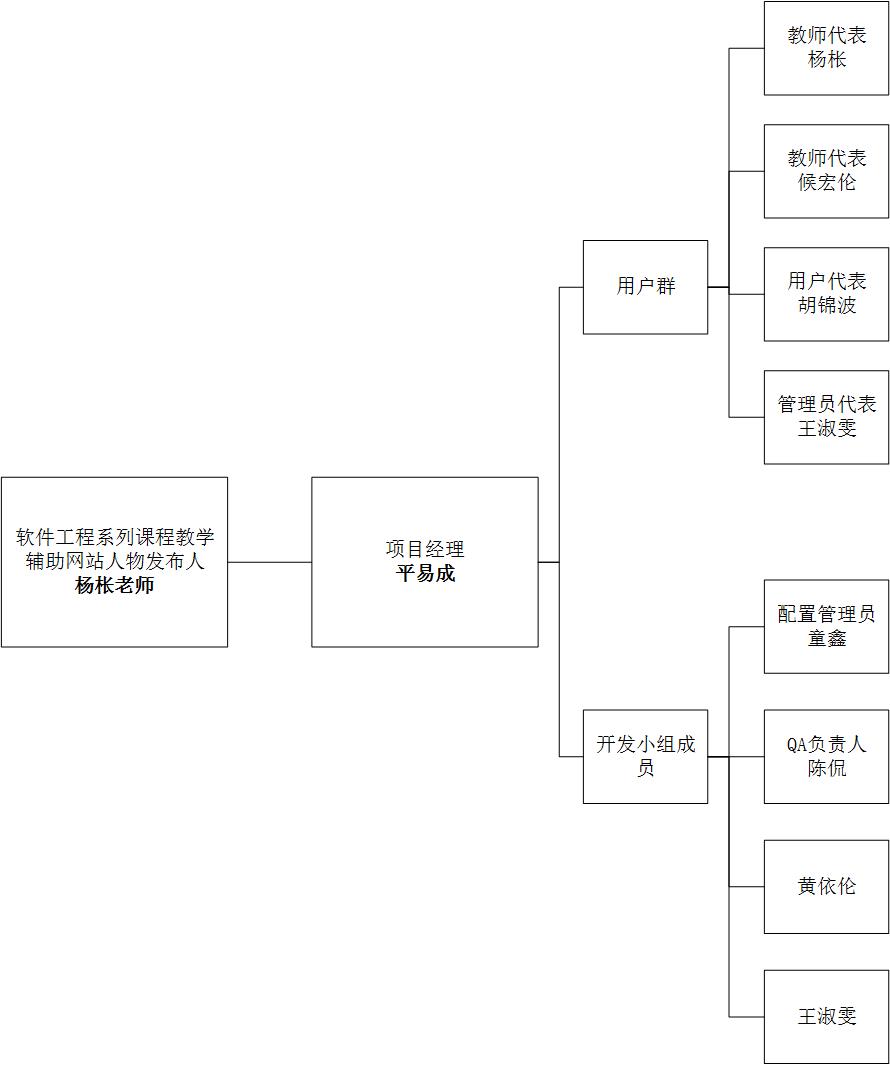 教师代表
杨枨
教师代表
候宏伦
用户代表
胡锦波
管理员代表
王淑雯
用户群
软件工程系列课程教学
辅助网站人物发布人
杨枨老师
项目经理
平易成
开发小组成
员
配置管理员
童鑫
QA负责人
陈侃
黄依伦
王淑雯